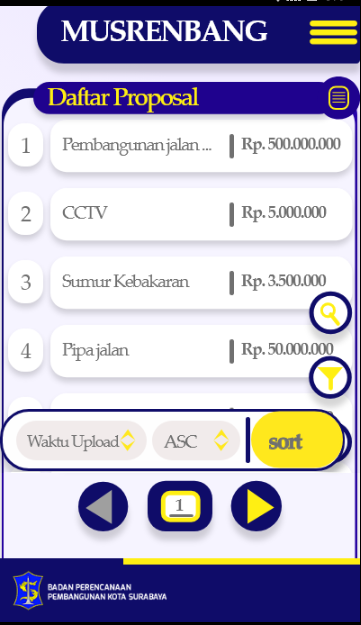 MUSRENBANG
Daftar Proposal
1 Pembangunan jalan ... Rp. 500.000.000
2 CCTV Rp. 5.000.000
3 Sumur Kebakaran Rp. 3.500.000
4 Pipa jalan Rp. 50.000.000
Waktu Upload ASC sort
1
BADAN PERENCANAAN
PEMBANGUNAN KOTA SURABAYA